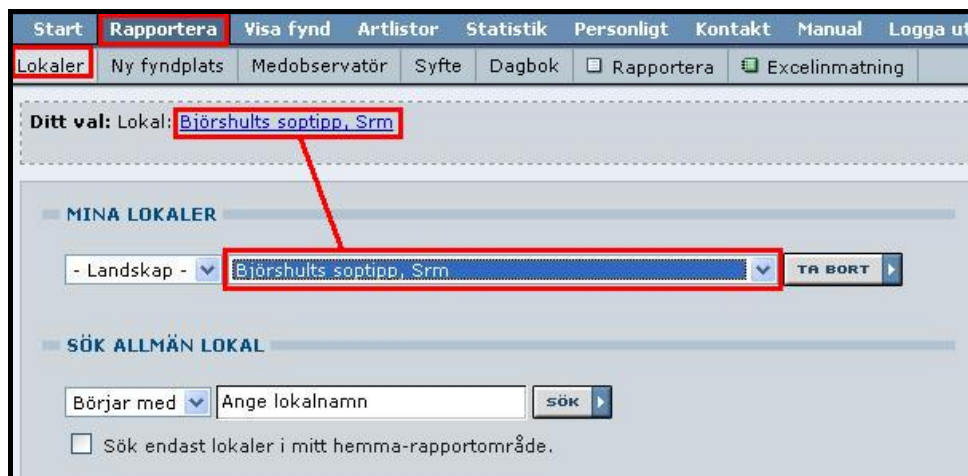 Start Rapportera Visa fynd Artlistor Statistik Personligt Kontakt Manual Logga ut
Lokaler Ny fyndplats Medobservatör Syfte Dagbok Rapportera Excelinmatning
Ditt val: Lokal: Björshults soptipp, Srm
MINA LOKALER
- Landskap - Björshults soptipp, Srm TA BORT
SÖK ALLMÄN LOKAL
Börjar med Ange lokalnamn SÖK
Sök endast lokaler i mitt hemma-rapportområde.